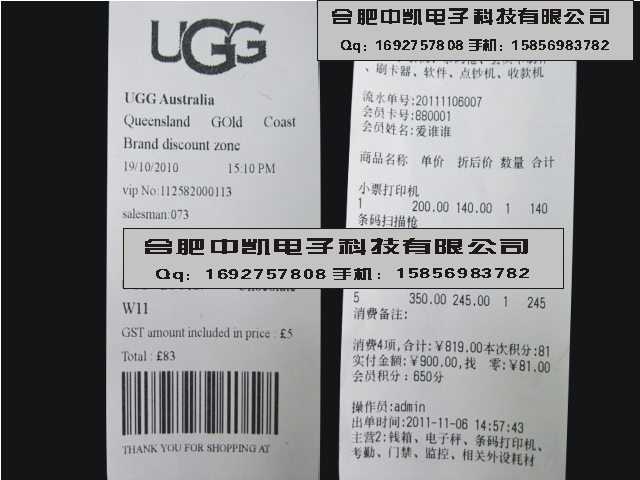 UGG
UGG Australia
Queensland GOld Coast
Brand discount zone
19/10/2010 15:10 PM
vip No:112582000113
salesman:073
W11
GST amount included in price : £5
Total : £83
THANK YOU FOR SHOPPING AT
合肥中凯电子科技有限公司
Qq: 1692757808 手机: 15856983782
、刷卡器、软件、点钞机、收款机
流水单号:20111106007
会员卡号:880001
会员姓名:爱谁谁
商品名称 单价 折后价 数量 合计
小票打印机
1 200.00 140.00 1 140
条码扫描枪
合肥中凯电子科技有限公司
Qq: 1692757808 手机: 15856983782
5 350.00 245.00 1 245
消费备注:
消费4项,合计:¥819.00本次积分:81
实付金额:¥900.00,找 零:¥81.00
会员积分:650分
操作员:admin
出单时间:2011-11-06 14:57:43
主营2:钱箱、电子秤、条码打印机、
考勤、门禁、监控、相关外设耗材